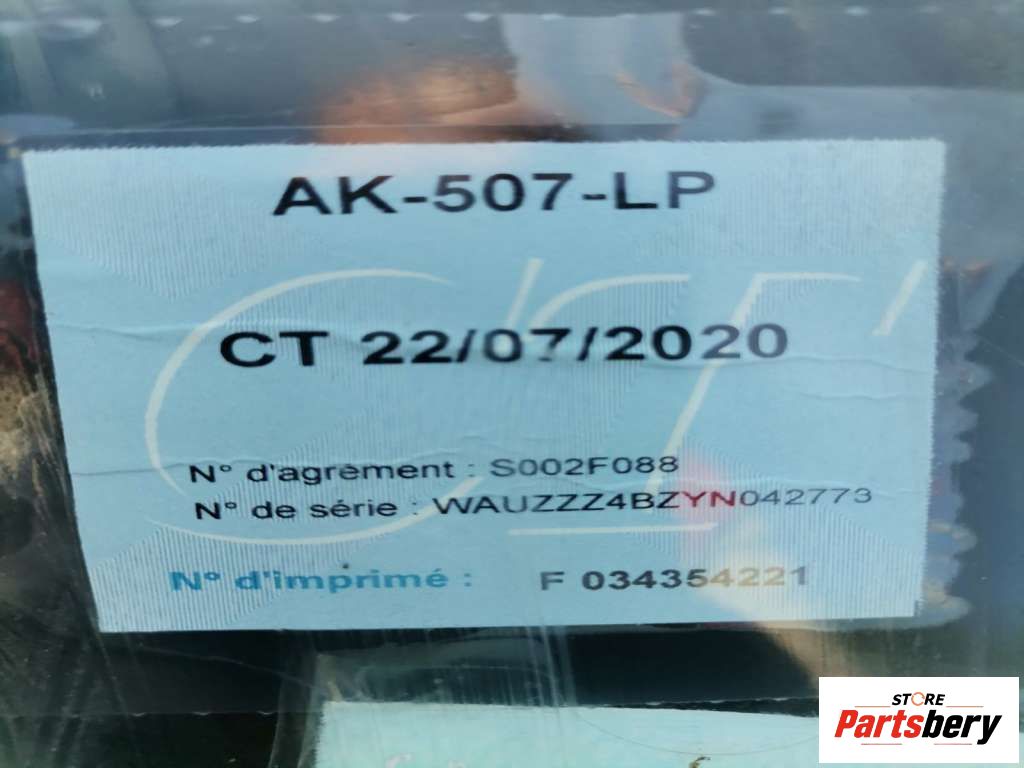 AK-507-LP
CT 22/07/2020
N° d'agrément : S002F088
N° de série : WAUZZZ4BZYN042773
N° d'imprimé : F 034354221
STORE
Partsbery